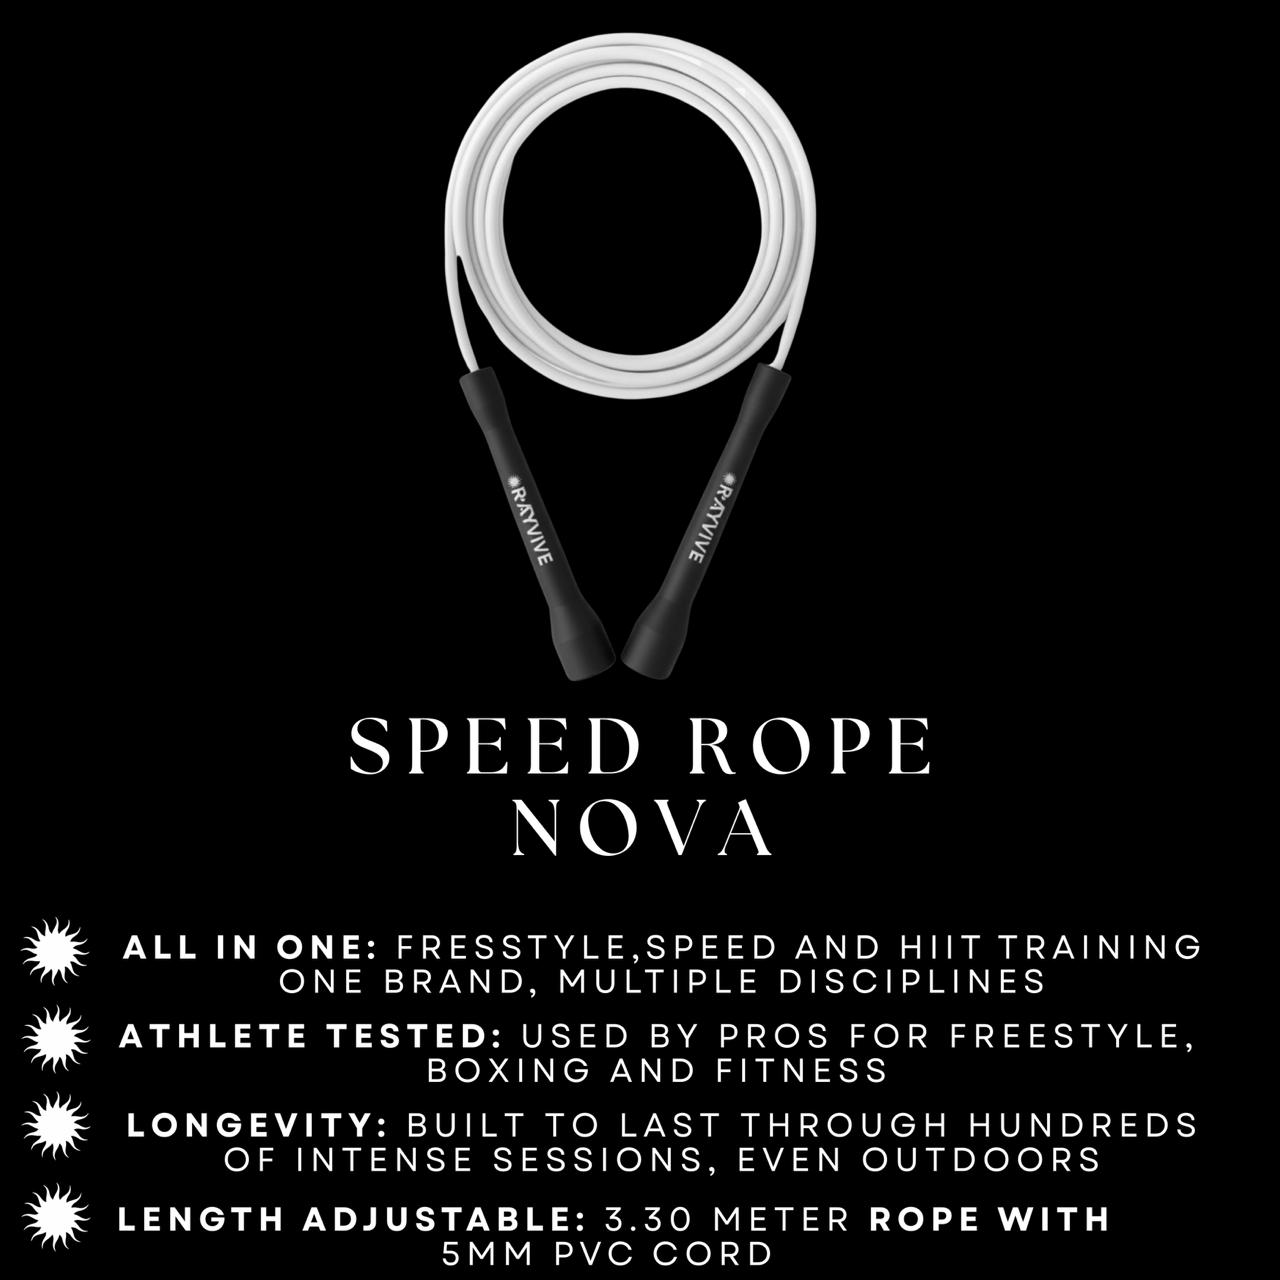 RAYVIVE
RAYVIVE
SPEED ROPE
NOVA
ALL IN ONE: FRESSTYLE,SPEED AND HIIT TRAINING
ONE BRAND, MULTIPLE DISCIPLINES
ATHLETE TESTED: USED BY PROS FOR FREESTYLE,
BOXING AND FITNESS
LONGEVITY: BUILT TO LAST THROUGH HUNDREDS
OF INTENSE SESSIONS, EVEN OUTDOORS
LENGTH ADJUSTABLE: 3.30 METER ROPE WITH
5MM PVC CORD